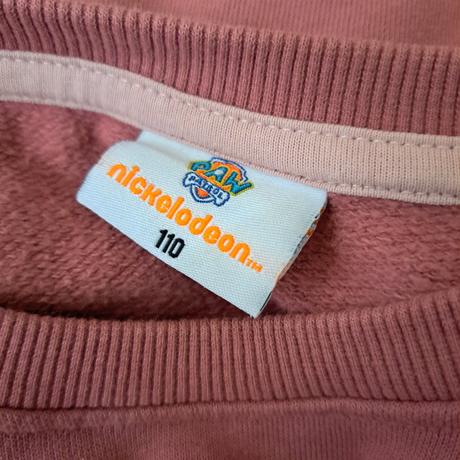 PAW
PATROL
nickelodeon™
110